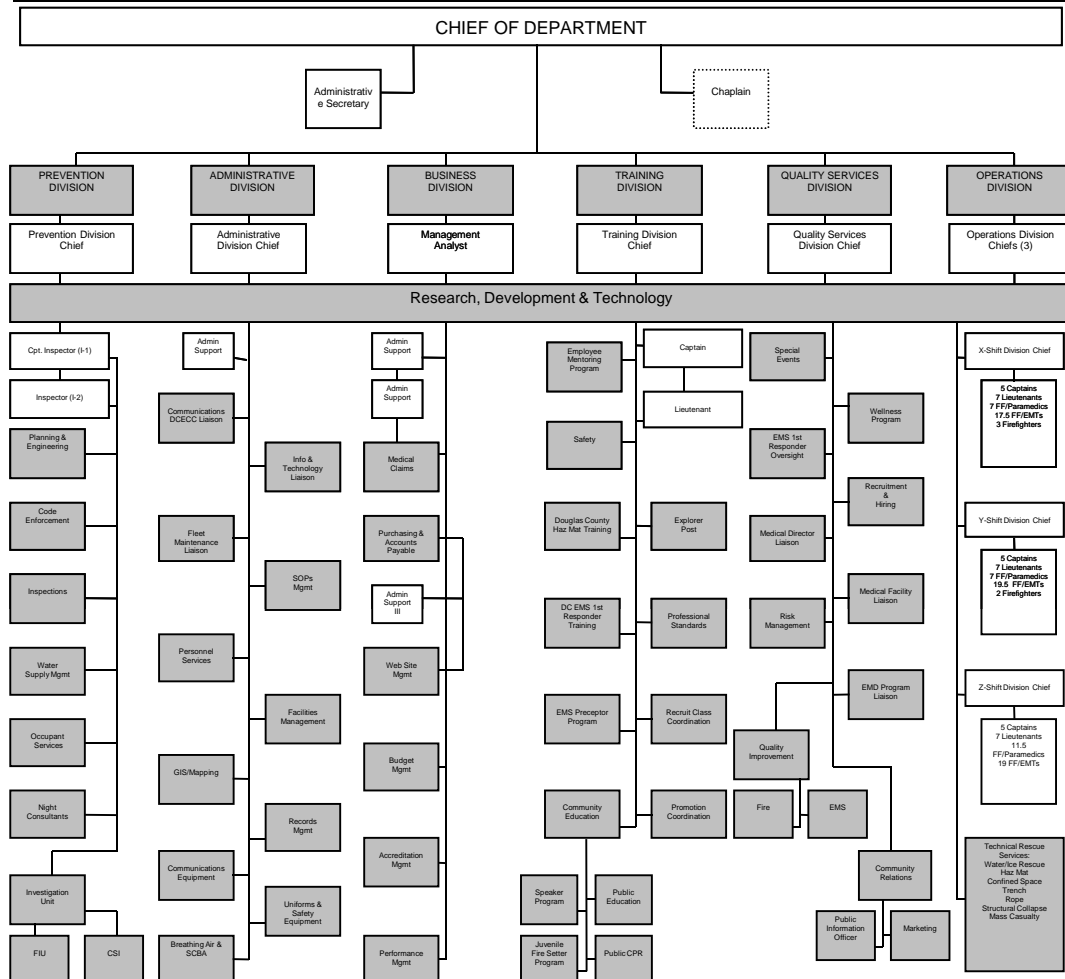 CHIEF OF DEPARTMENT
Administrativ
e Secretary
Chaplain
PREVENTION
DIVISION
ADMINISTRATIVE
DIVISION
BUSINESS
DIVISION
TRAINING
DIVISION
QUALITY SERVICES
DIVISION
OPERATIONS
DIVISION
Prevention Division
Chief
Administrative
Division Chief
Management
Analyst
Training Division
Chief
Quality Services
Division Chief
Operations Division
Chiefs (3)
Research, Development & Technology
Cpt. Inspector (I-1)
Inspector (I-2)
Planning &
Engineering
Code
Enforcement
Inspections
Water
Supply Mgmt
Occupant
Services
Night
Consultants
Investigation
Unit
FIU
CSI
Admin
Support
Communications
DCECC Liaison
Info &
Technology
Liaison
Fleet
Maintenance
Liaison
SOPs
Mgmt
Personnel
Services
Facilities
Management
GIS/Mapping
Records
Mgmt
Communications
Equipment
Uniforms &
Safety
Equipment
Breathing Air &
SCBA
Admin
Support
Admin
Support
Medical
Claims
Purchasing &
Accounts
Payable
Admin
Support
III
Web Site
Mgmt
Budget
Mgmt
Accreditation
Mgmt
Performance
Mgmt
Employee
Mentoring
Program
Captain
Lieutenant
Safety
Douglas County
Haz Mat Training
Explorer
Post
DC EMS 1st
Responder
Training
Professional
Standards
EMS Preceptor
Program
Recruit Class
Coordination
Community
Education
Promotion
Coordination
Speaker
Program
Public
Education
Juvenile
Fire Setter
Program
Public CPR
Special
Events
Wellness
Program
EMS 1st
Responder
Oversight
Recruitment
&
Hiring
Medical Director
Liaison
Medical Facility
Liaison
Risk
Management
EMD Program
Liaison
Quality
Improvement
Fire
EMS
Community
Relations
Public
Information
Officer
Marketing
X-Shift Division Chief
5 Captains
7 Lieutenants
7 FF/Paramedics
17.5 FF/EMTs
3 Firefighters
Y-Shift Division Chief
5 Captains
7 Lieutenants
7 FF/Paramedics
19.5 FF/EMTs
2 Firefighters
Z-Shift Division Chief
5 Captains
7 Lieutenants
11.5
FF/Paramedics
19 FF/EMTs
Technical Rescue
Services:
Water/Ice Rescue
Haz Mat
Confined Space
Trench
Rope
Structural Collapse
Mass Casualty